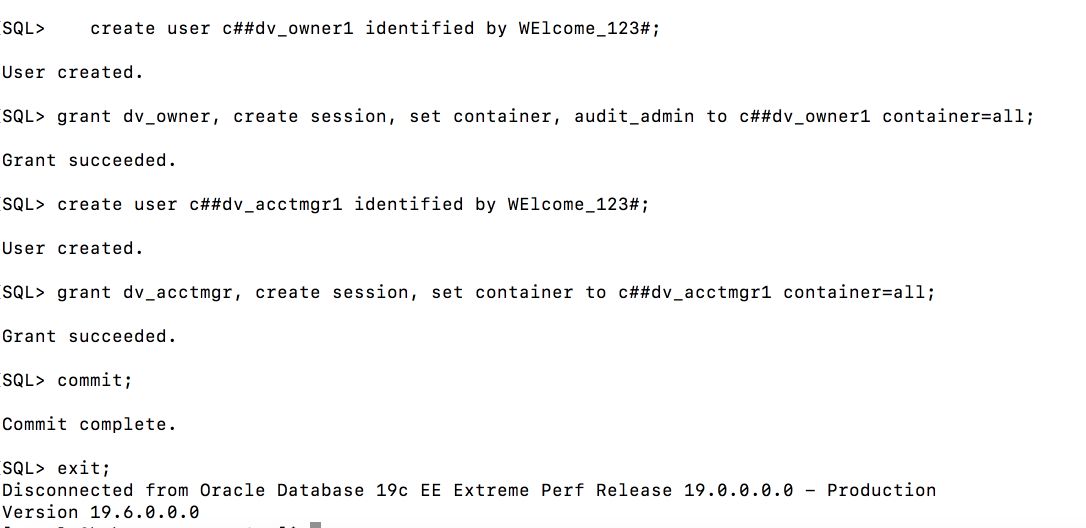 SQL>    create user c##dv_owner1 identified by WElcome_123#;
User created.
SQL> grant dv_owner, create session, set container, audit_admin to c##dv_owner1 container=all;
Grant succeeded.
SQL> create user c##dv_acctmgr1 identified by WElcome_123#;
User created.
SQL> grant dv_acctmgr, create session, set container to c##dv_acctmgr1 container=all;
Grant succeeded.
SQL> commit;
Commit complete.
SQL> exit;
Disconnected from Oracle Database 19c EE Extreme Perf Release 19.0.0.0.0 - Production
Version 19.6.0.0.0